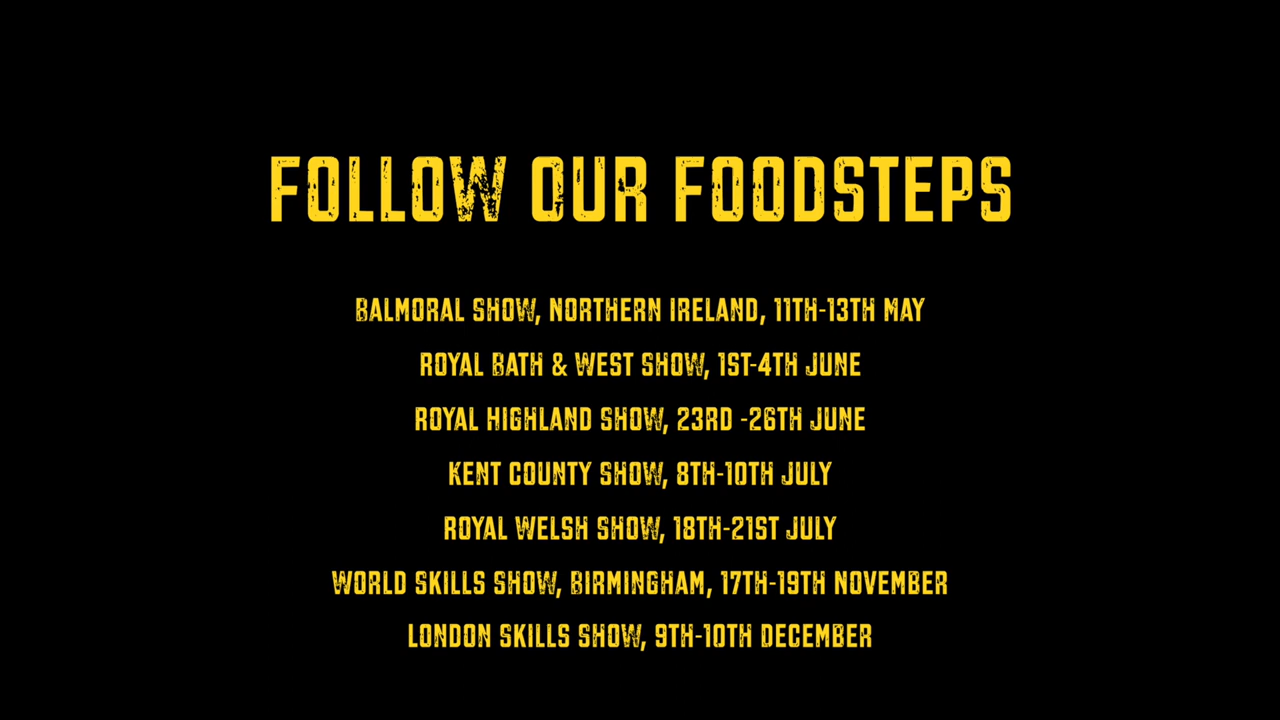 FOLLOW OUR FOODSTEPS
BALMORAL SHOW, NORTHERN IRELAND, 11TH-13TH MAY
ROYAL BATH & WEST SHOW, 1ST-4TH JUNE
ROYAL HIGHLAND SHOW, 23RD -26TH JUNE
KENT COUNTY SHOW, 8TH-10TH JULY
ROYAL WELSH SHOW, 18TH-21ST JULY
WORLD SKILLS SHOW, BIRMINGHAM, 17TH-19TH NOVEMBER
LONDON SKILLS SHOW, 9TH-10TH DECEMBER